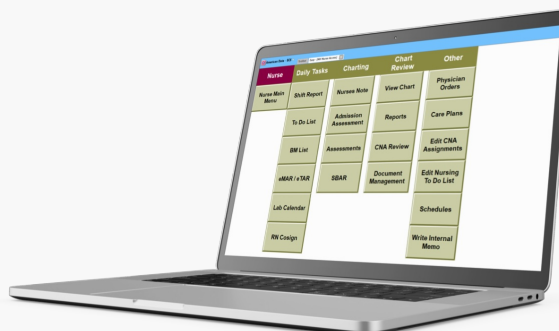 Nurse
Daily Tasks
Charting
Chart
Review
Other
Nurse Main
Menu
Shift Report
To Do List
BM List
eMAR / eTAR
Lab Calendar
RN Cosign
Nurses Note
Admission
Assessment
Assessments
SBAR
View Chart
Reports
CNA Review
Document
Management
Physician
Orders
Care Plans
Edit CNA
Assignments
Edit Nursing
To Do List
Schedules
Write Internal
Memo